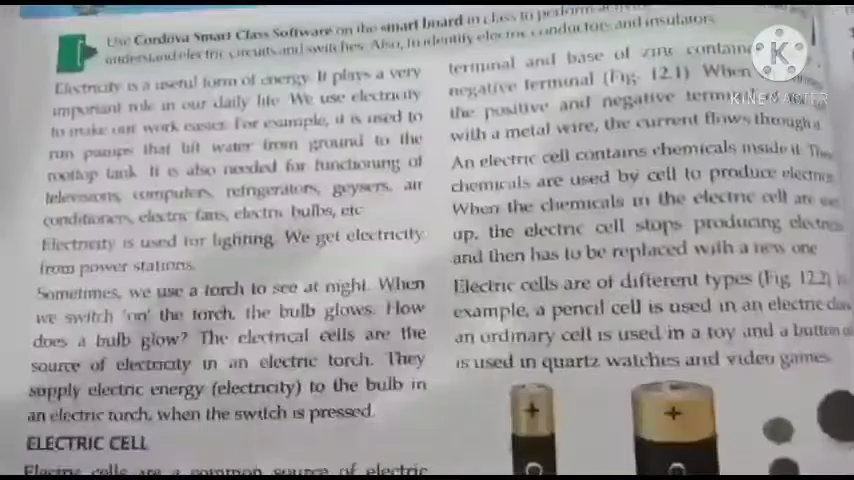 Use Cordova Smart Class Software on the smart board in class to perform
understand electric circuits and switches. Also, to identify electric conductors and insulators.
Electricity is a useful form of energy. It plays a very
important role in our daily life. We use electricity
to make our work easier. For example, it is used to
run pumps that lift water from ground to the
rooftop tank. It is also needed for functioning of
televisions, computers, refrigerators, geysers, air
conditioners, electric fans, electric bulbs, etc.
Electricity is used for lighting. We get electricity
from power stations.
Sometimes, we use a torch to see at night. When
we switch 'on' the torch, the bulb glows. How
does a bulb glow? The electrical cells are the
source of electricity in an electric torch. They
supply electric energy (electricity) to the bulb in
an electric torch, when the switch is pressed.
ELECTRIC CELL
Electric cells are a common source of electric
terminal and base of zinc
negative terminal (Fig. 12.1). When
the positive and negative
with a metal wire, the current flows through
An electric cell contains chemicals inside it.
chemicals are used by cell to produce
When the chemicals in the electric cell are
up, the electric cell stops producing
and then has to be replaced with a new one.
Electric cells are of different types (Fig. 12.2)
example, a pencil cell is used in an electric
an ordinary cell is used in a toy and a button
is used in quartz watches and video games.
+
+
K
KINEMASTER